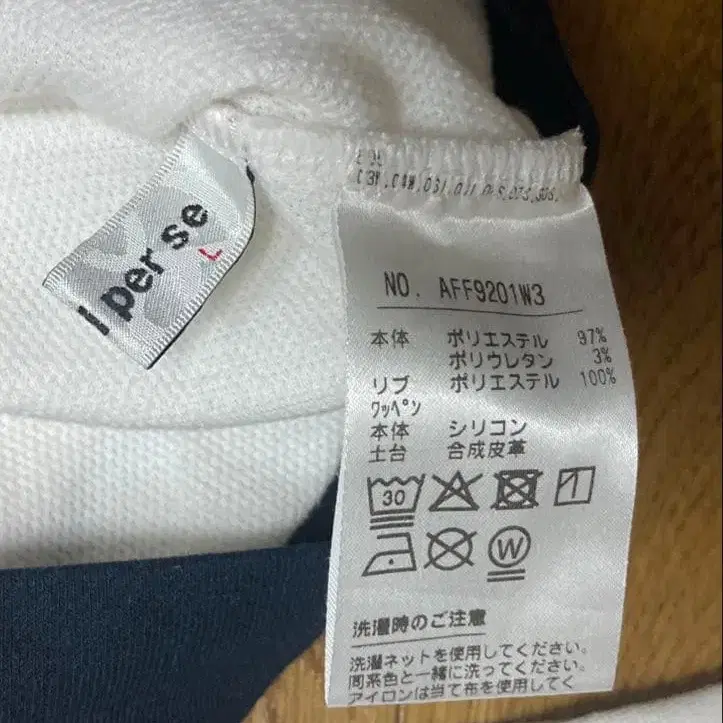 I per se
L
NO. AFF9201W3
本体 ポリエステル 97%
ポリウレタン 3%
リブ ポリエステル 100%
ワッペン
本体 シリコン
土台 合成皮革
30
W
洗濯時のご注意
洗濯ネットを使用してください。
同系色と一緒に洗ってください。
アイロンは当て布を使用してく